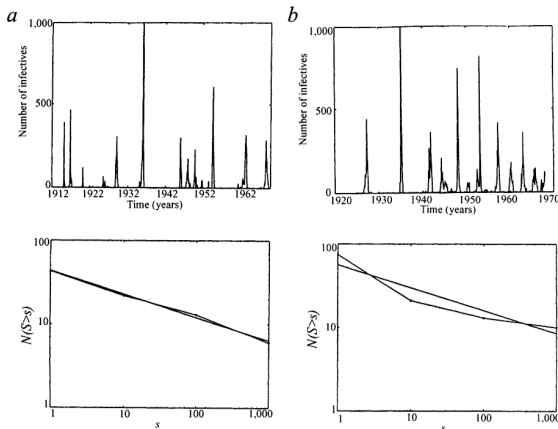 a
b
1,000
500
0
Number of infectives
1912 1922 1932 1942 1952 1962
Time (years)
1,000
500
0
Number of infectives
1920 1930 1940 1950 1960 1970
Time (years)
100
10
1
N(S>s)
1 10 100 1,000
s
100
10
1
N(S>s)
1 10 100 1,000
s